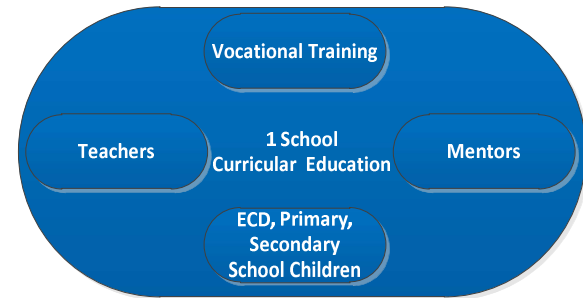 Vocational Training
Teachers
1 School
Curricular Education
Mentors
ECD, Primary,
Secondary
School Children